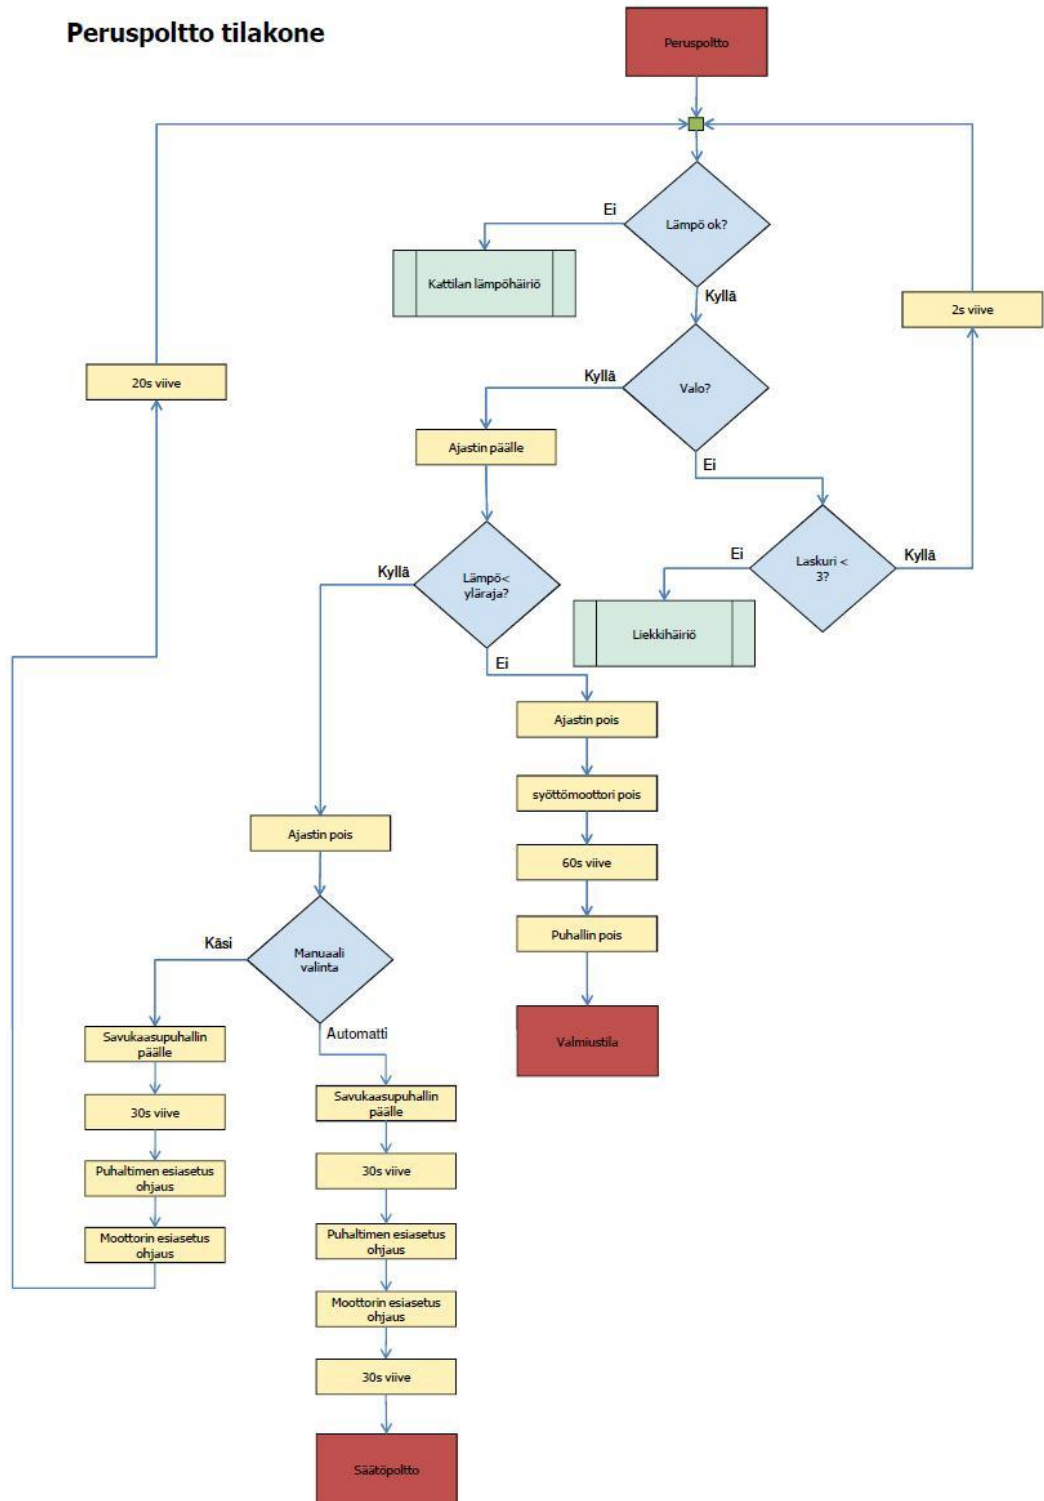 Peruspoltto tilakone
Peruspoltto
Ei
Lämpö ok?
Kattilan lämpöhäiriö
Kyllä
2s viive
20s viive
Kyllä
Valo?
Ajastin päälle
Ei
Kyllä
Lämpö<
yläraja?
Ei
Laskuri <
3?
Kyllä
Liekkihäiriö
Ei
Ajastin pois
syöttömoottori pois
60s viive
Puhallin pois
Valmiustila
Ajastin pois
Käsi
Manuaali
valinta
Automatti
Savukaasupuhallin
päälle
30s viive
Puhaltimen esiasetus
ohjaus
Moottorin esiasetus
ohjaus
Savukaasupuhallin
päälle
30s viive
Puhaltimen esiasetus
ohjaus
Moottorin esiasetus
ohjaus
30s viive
Säätöpoltto